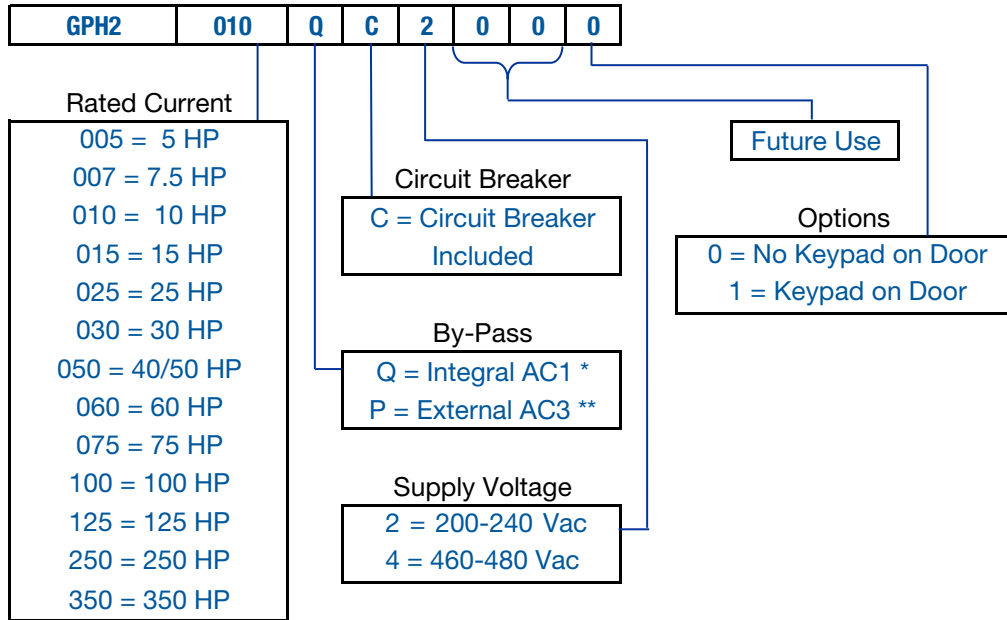 GPH2 010 Q C 2 0 0 0
Rated Current
005 = 5 HP
007 = 7.5 HP
010 = 10 HP
015 = 15 HP
025 = 25 HP
030 = 30 HP
050 = 40/50 HP
060 = 60 HP
075 = 75 HP
100 = 100 HP
125 = 125 HP
250 = 250 HP
350 = 350 HP
Circuit Breaker
C = Circuit Breaker
Included
By-Pass
Q = Integral AC1 *
P = External AC3 **
Supply Voltage
2 = 200-240 Vac
4 = 460-480 Vac
Future Use
Options
0 = No Keypad on Door
1 = Keypad on Door